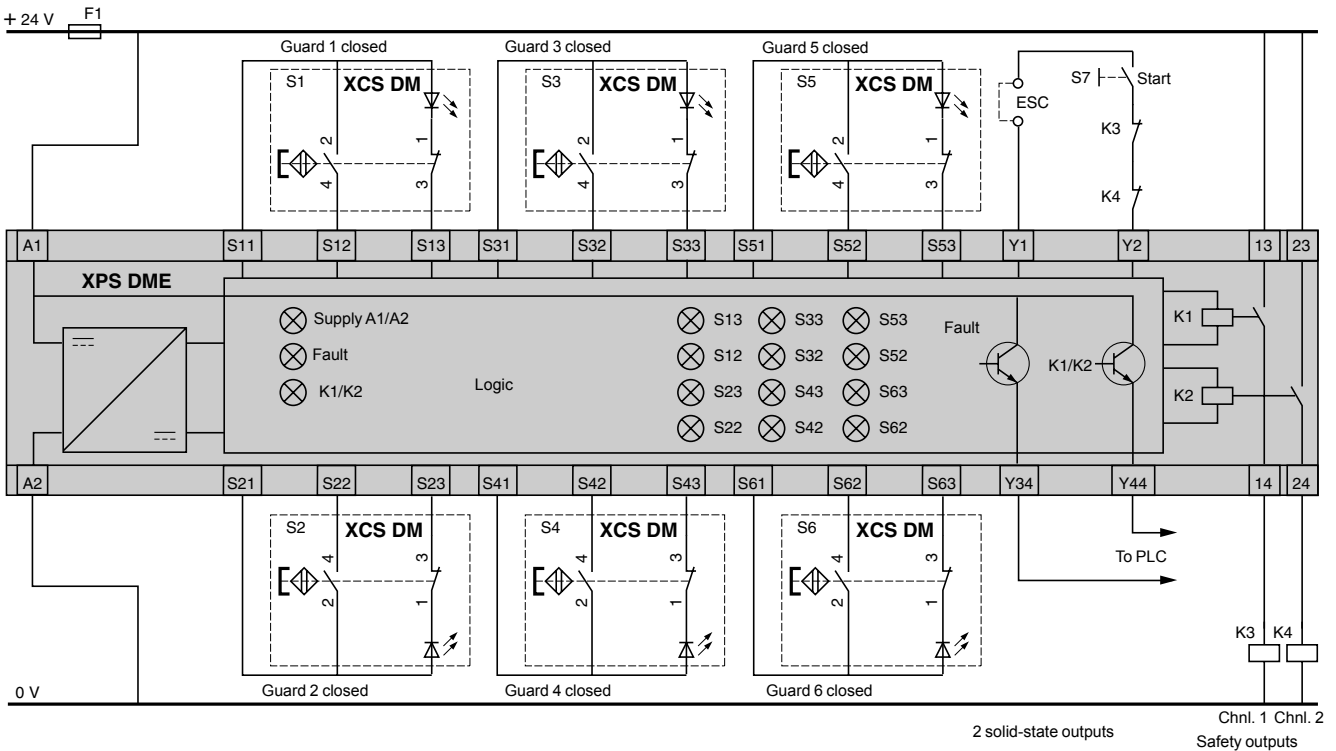 + 24 V F1
Guard 1 closed Guard 3 closed Guard 5 closed
S1 XCS DM S3 XCS DM S5 XCS DM S7 Start
ESC
2 1 2 1 2 1 K3
4 3 4 3 4 3 K4
A1 S11 S12 S13 S31 S32 S33 S51 S52 S53 Y1 Y2 13 23
XPS DME
Supply A1/A2 S13 S33 S53 Fault K1
Fault S12 S32 S52 K1/K2
K1/K2 Logic S23 S43 S63 K2
S22 S42 S62
A2 S21 S22 S23 S41 S42 S43 S61 S62 S63 Y34 Y44 14 24
S2 XCS DM S4 XCS DM S6 XCS DM
4 3 4 3 4 3 To PLC
2 1 2 1 2 1
K3 K4
0 V Guard 2 closed Guard 4 closed Guard 6 closed
Chnl. 1 Chnl. 2
2 solid-state outputs Safety outputs